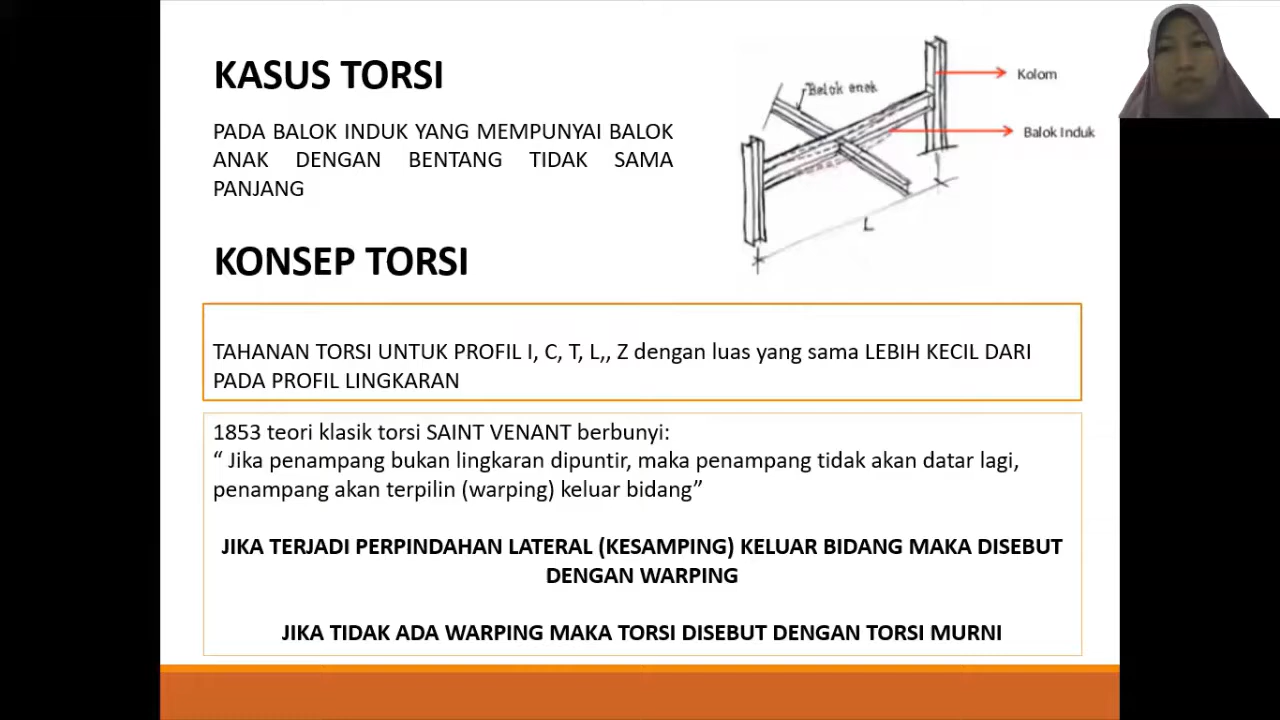 KASUS TORSI
PADA BALOK INDUK YANG MEMPUNYAI BALOK
ANAK DENGAN BENTANG TIDAK SAMA
PANJANG
Balok anak
Kolom
Balok Induk
L
KONSEP TORSI
TAHANAN TORSI UNTUK PROFIL I, C, T, L,, Z dengan luas yang sama LEBIH KECIL DARI
PADA PROFIL LINGKARAN
1853 teori klasik torsi SAINT VENANT berbunyi:
“ Jika penampang bukan lingkaran dipuntir, maka penampang tidak akan datar lagi,
penampang akan terpilin (warping) keluar bidang”
JIKA TERJADI PERPINDAHAN LATERAL (KESAMPING) KELUAR BIDANG MAKA DISEBUT
DENGAN WARPING
JIKA TIDAK ADA WARPING MAKA TORSI DISEBUT DENGAN TORSI MURNI